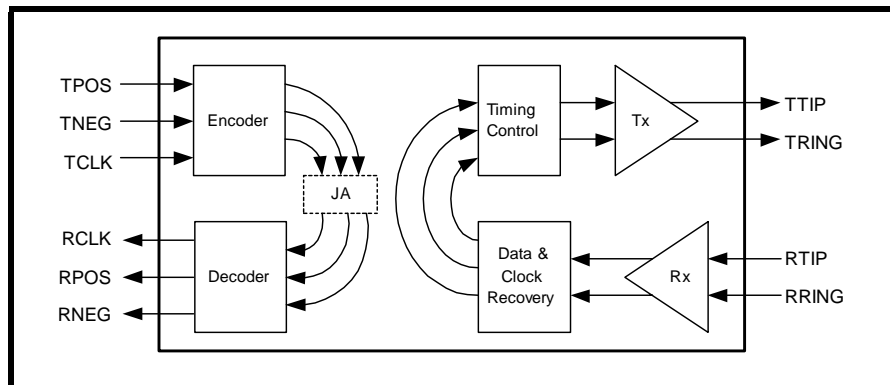 TPOS
TNEG
TCLK
Encoder
JA
RCLK
RPOS
RNEG
Decoder
Timing
Control
Tx
TTIP
TRING
Data &
Clock
Recovery
Rx
RTIP
RRING